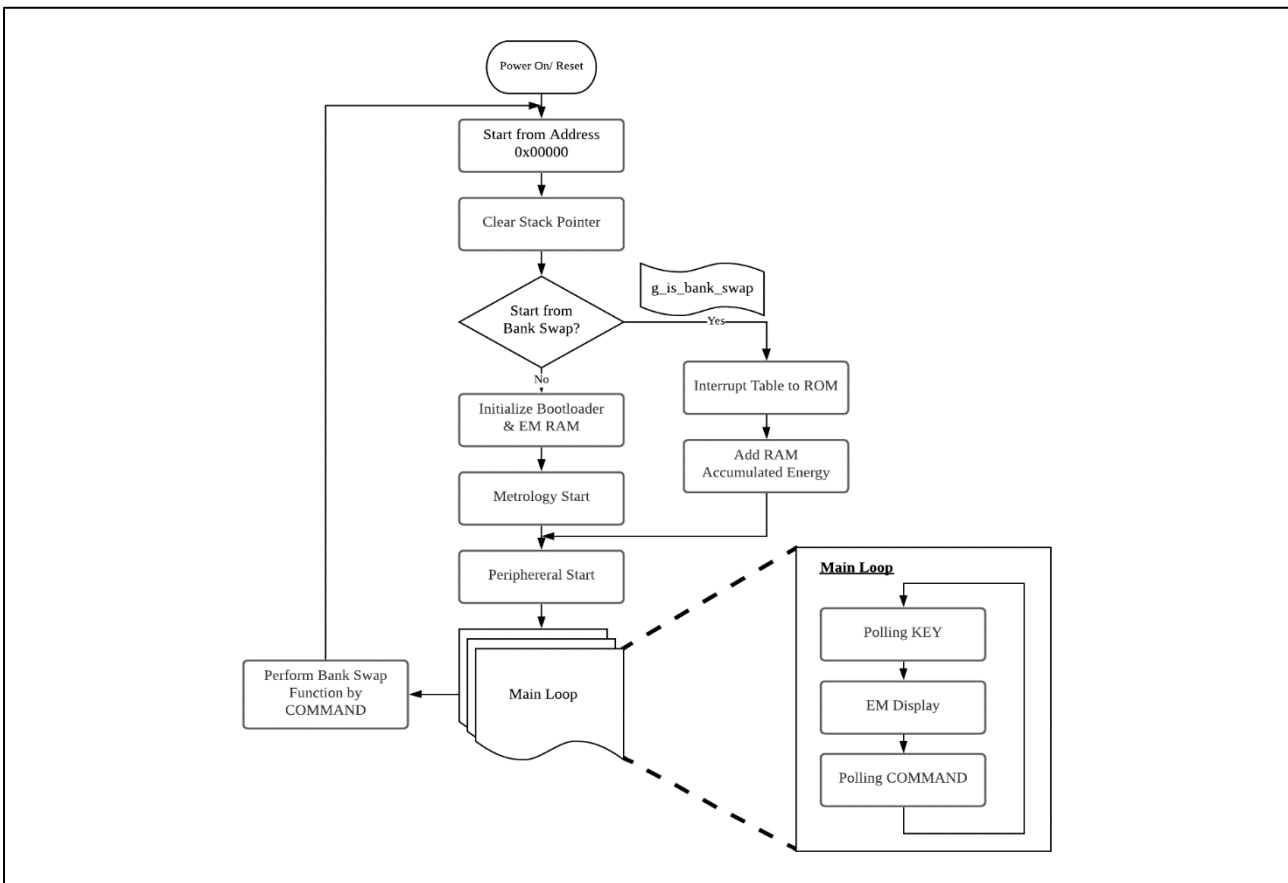 Power On/ Reset
Start from Address
0x00000
Clear Stack Pointer
g_is_bank_swap
Start from
Bank Swap?
Yes
No
Interrupt Table to ROM
Initialize Bootloader
& EM RAM
Add RAM
Accumulated Energy
Metrology Start
Periphereral Start
Main Loop
Perform Bank Swap
Function by
COMMAND
Main Loop
Polling KEY
EM Display
Polling COMMAND